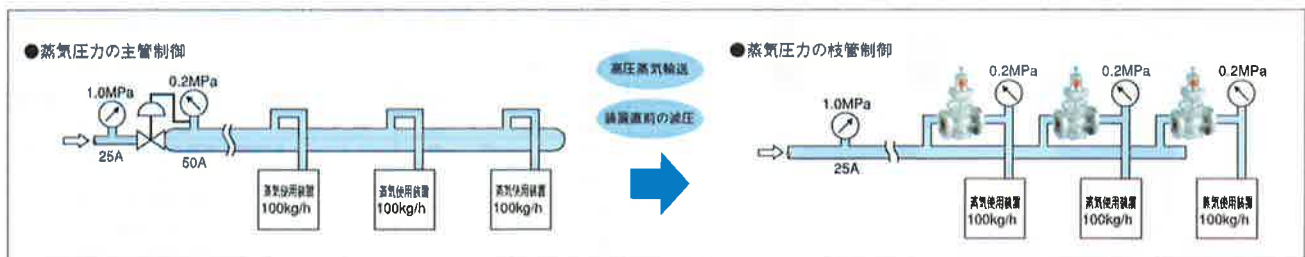 ●蒸気圧力の主管制御
1.0MPa
0.2MPa
25A
50A
蒸気使用装置
100kg/h
蒸気使用装置
100kg/h
蒸気使用装置
100kg/h
高圧蒸気輸送
装置直前の減圧
●蒸気圧力の枝管制御
1.0MPa
0.2MPa
0.2MPa
0.2MPa
25A
蒸気使用装置
100kg/h
蒸気使用装置
100kg/h
蒸気使用装置
100kg/h